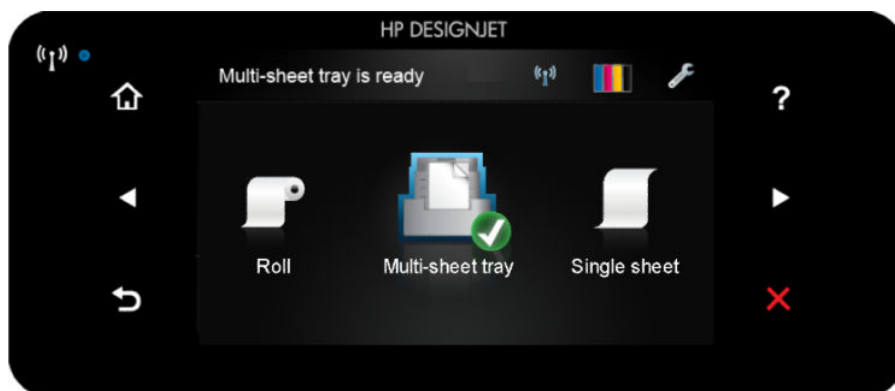 HP DESIGNJET
Multi-sheet tray is ready
?
Roll
Multi-sheet tray
Single sheet